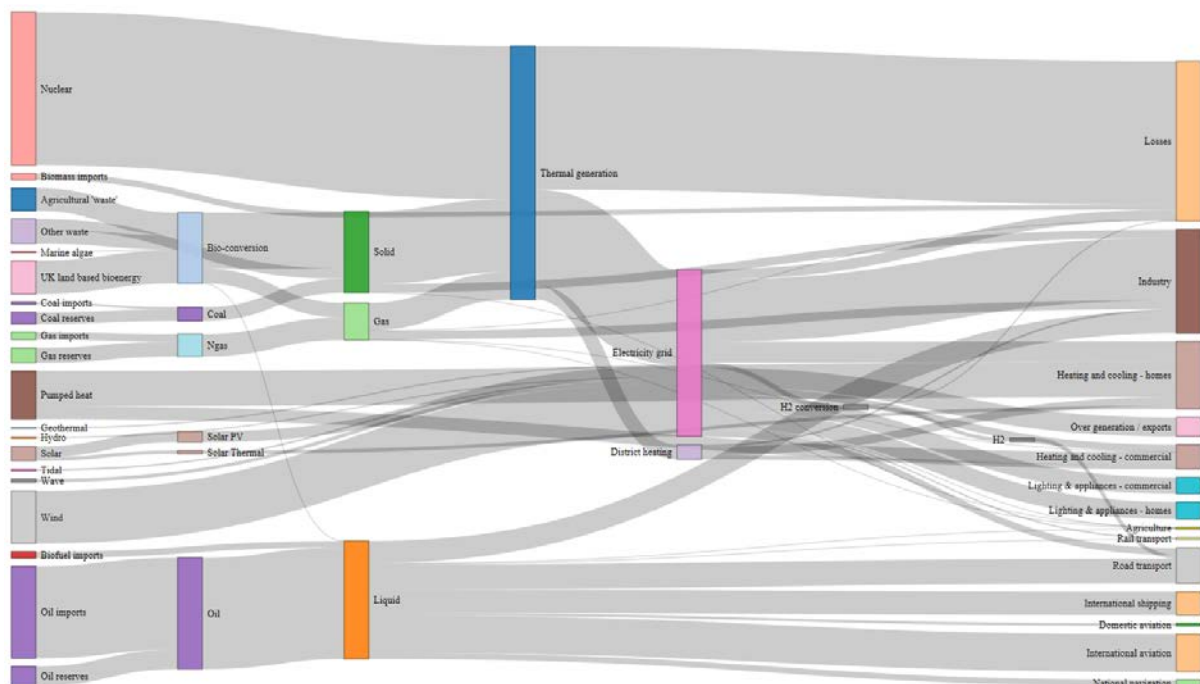 Nuclear
Biomass imports
Agricultural 'waste'
Other waste
Marine algae
UK land based bioenergy
Coal imports
Coal reserves
Gas imports
Gas reserves
Pumped heat
Geothermal
Hydro
Solar
Tidal
Wave
Wind
Biofuel imports
Oil imports
Oil reserves
Bio-conversion
Coal
Ngas
Solar PV
Solar Thermal
Oil
Solid
Gas
Liquid
Thermal generation
Electricity grid
District heating
H2 conversion
H2
Losses
Industry
Heating and cooling - homes
Over generation / exports
Heating and cooling - commercial
Lighting & appliances - commercial
Lighting & appliances - homes
Agriculture
Rail transport
Road transport
International shipping
Domestic aviation
International aviation
National navigation